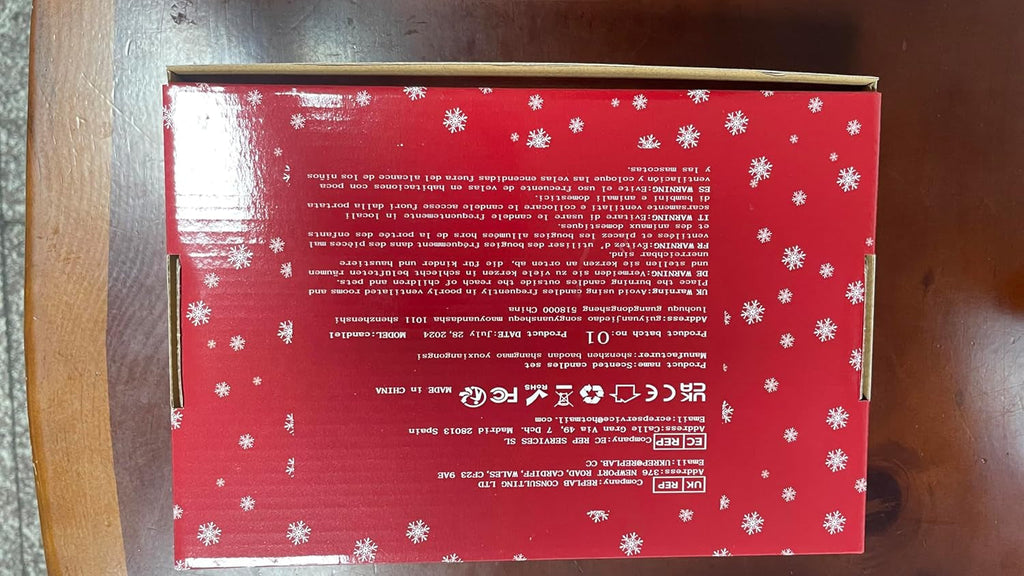 UK REP Company:REPLAB CONSULTING LTD
Address:376 NEWPORT ROAD, CARDIFF, WALES, CF23 9AE
Email:UKREP@REPLAB.CC
EC REP Company:EC REP SERVICES SL
Address:Calle Gran Via 49, 7 Dch. Madrid 28013 Spain
Email:ecrepservice@hotmail.com
UK CA CE ROHS FC MADE IN CHINA
Product name:Scented candles set
Manufacturer:shenzhen baodan shangmao youxiangongsi
Product batch no:01 Product DATE:July 28, 2024 MODEL:candle1
Address:guiyuanjiedao songyuannanjie moyuandasha 1011 shenzhenshi
luohuqu guangdongsheng 518000 China
UK Warning:Avoid using candles frequently in poorly ventilated rooms and
Place the burning candles outside the reach of children and pets.
DE WARNING:Vermeiden sie zu viele kerzen in schlecht belüfteten räumen
und stellen sie kerzen an orten ab, die für kinder und haustiere
unerreichbar sind.
FR WARNING:Évitez d'utiliser des bougies fréquemment dans des pièces mal
ventilées et placez les bougies allumées hors de la portée des enfants
et des animaux domestiques.
IT WARNING:Evitare di usare le candele frequentemente in locali
scarsamente ventilati e collocare le candele accese fuori dalla portata
di bambini e animali domestici.
ES WARNING:Evite el uso frecuente de velas en habitaciones con poca
ventilación y coloque las velas encendidas fuera del alcance de los niños
y las mascotas.